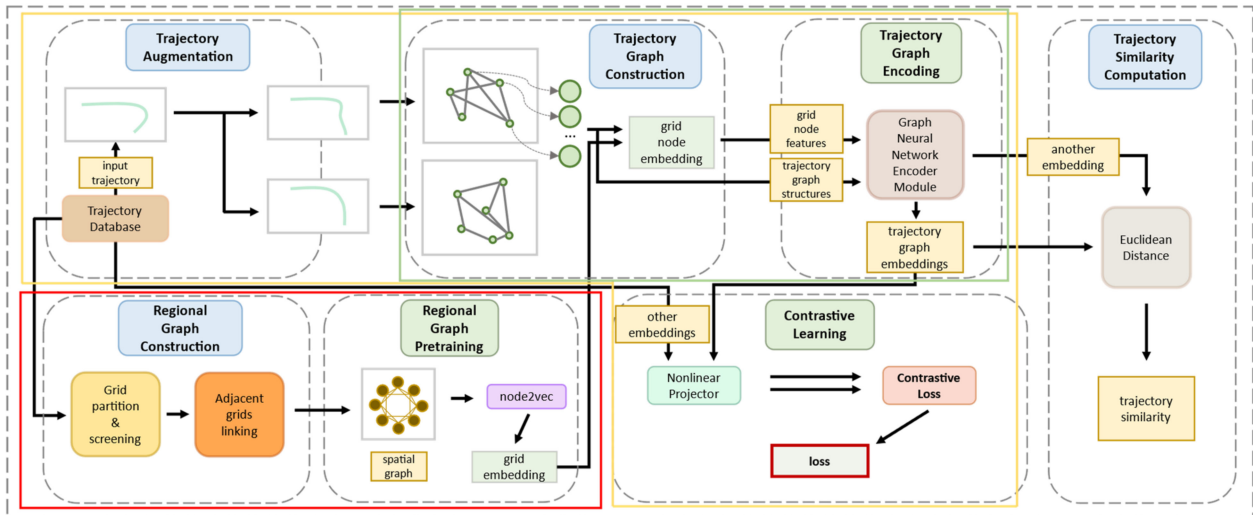 Trajectory
Augmentation
input
trajectory
Trajectory
Database
Trajectory
Graph
Construction
...
grid
node
embedding
Trajectory
Graph
Encoding
grid
node
features
trajectory
graph
structures
Graph
Neural
Network
Encoder
Module
trajectory
graph
embeddings
Trajectory
Similarity
Computation
another
embedding
Euclidean
Distance
trajectory
similarity
Regional
Graph
Construction
Grid
partition
&
screening
Adjacent
grids
linking
Regional
Graph
Pretraining
spatial
graph
node2vec
grid
embedding
other
embeddings
Contrastive
Learning
Nonlinear
Projector
Contrastive
Loss
loss